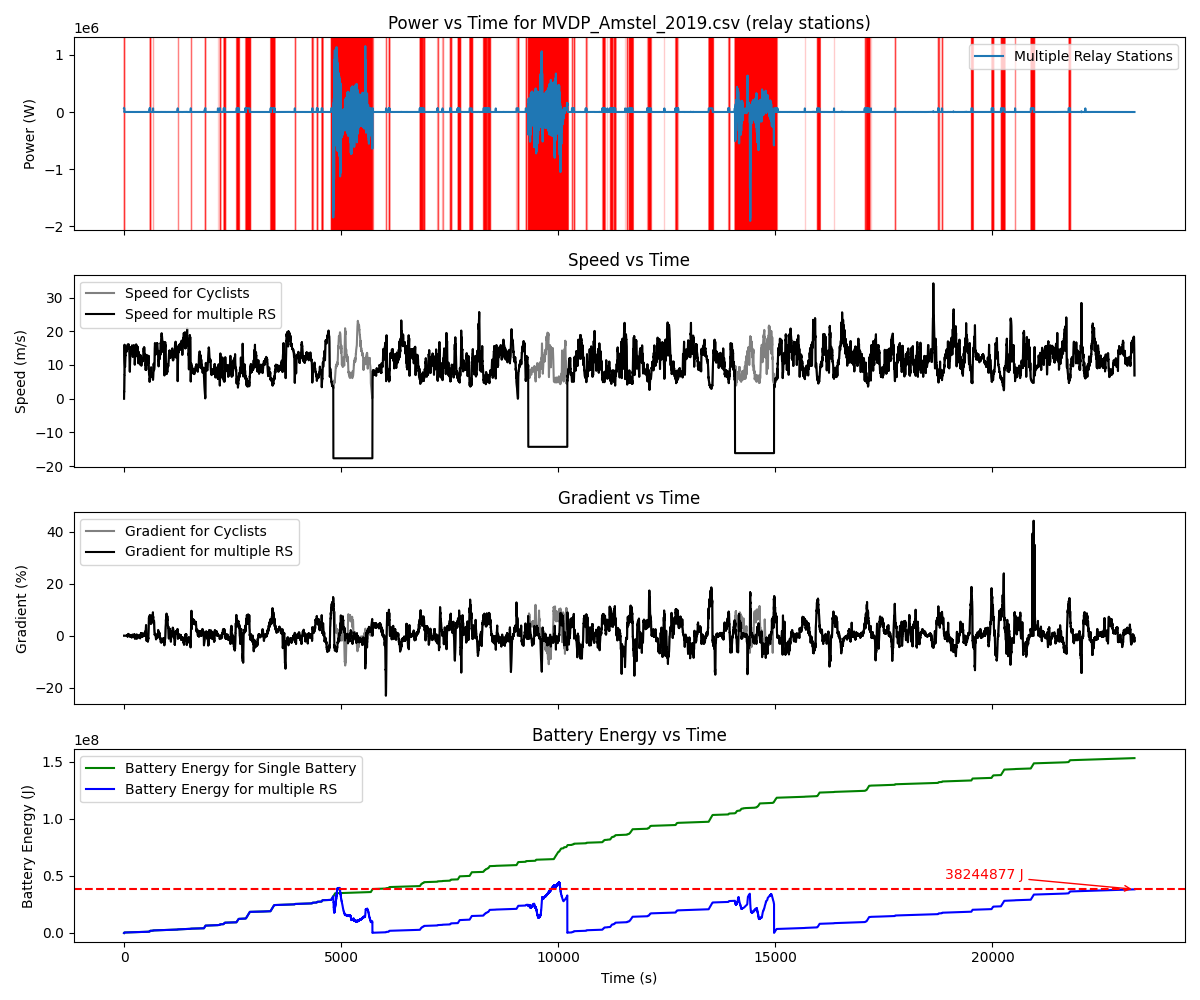 Power vs Time for MVDP_Amstel_2019.csv (relay stations)
1e6
Multiple Relay Stations
1
0
−1
−2
Power (W)
Speed vs Time
Speed for Cyclists
Speed for multiple RS
30
20
10
0
−10
−20
Speed (m/s)
Gradient vs Time
Gradient for Cyclists
Gradient for multiple RS
40
20
0
−20
Gradient (%)
Battery Energy vs Time
1e8
Battery Energy for Single Battery
Battery Energy for multiple RS
1.5
1.0
0.5
0.0
Battery Energy (J)
38244877 J
0 5000 10000 15000 20000
Time (s)